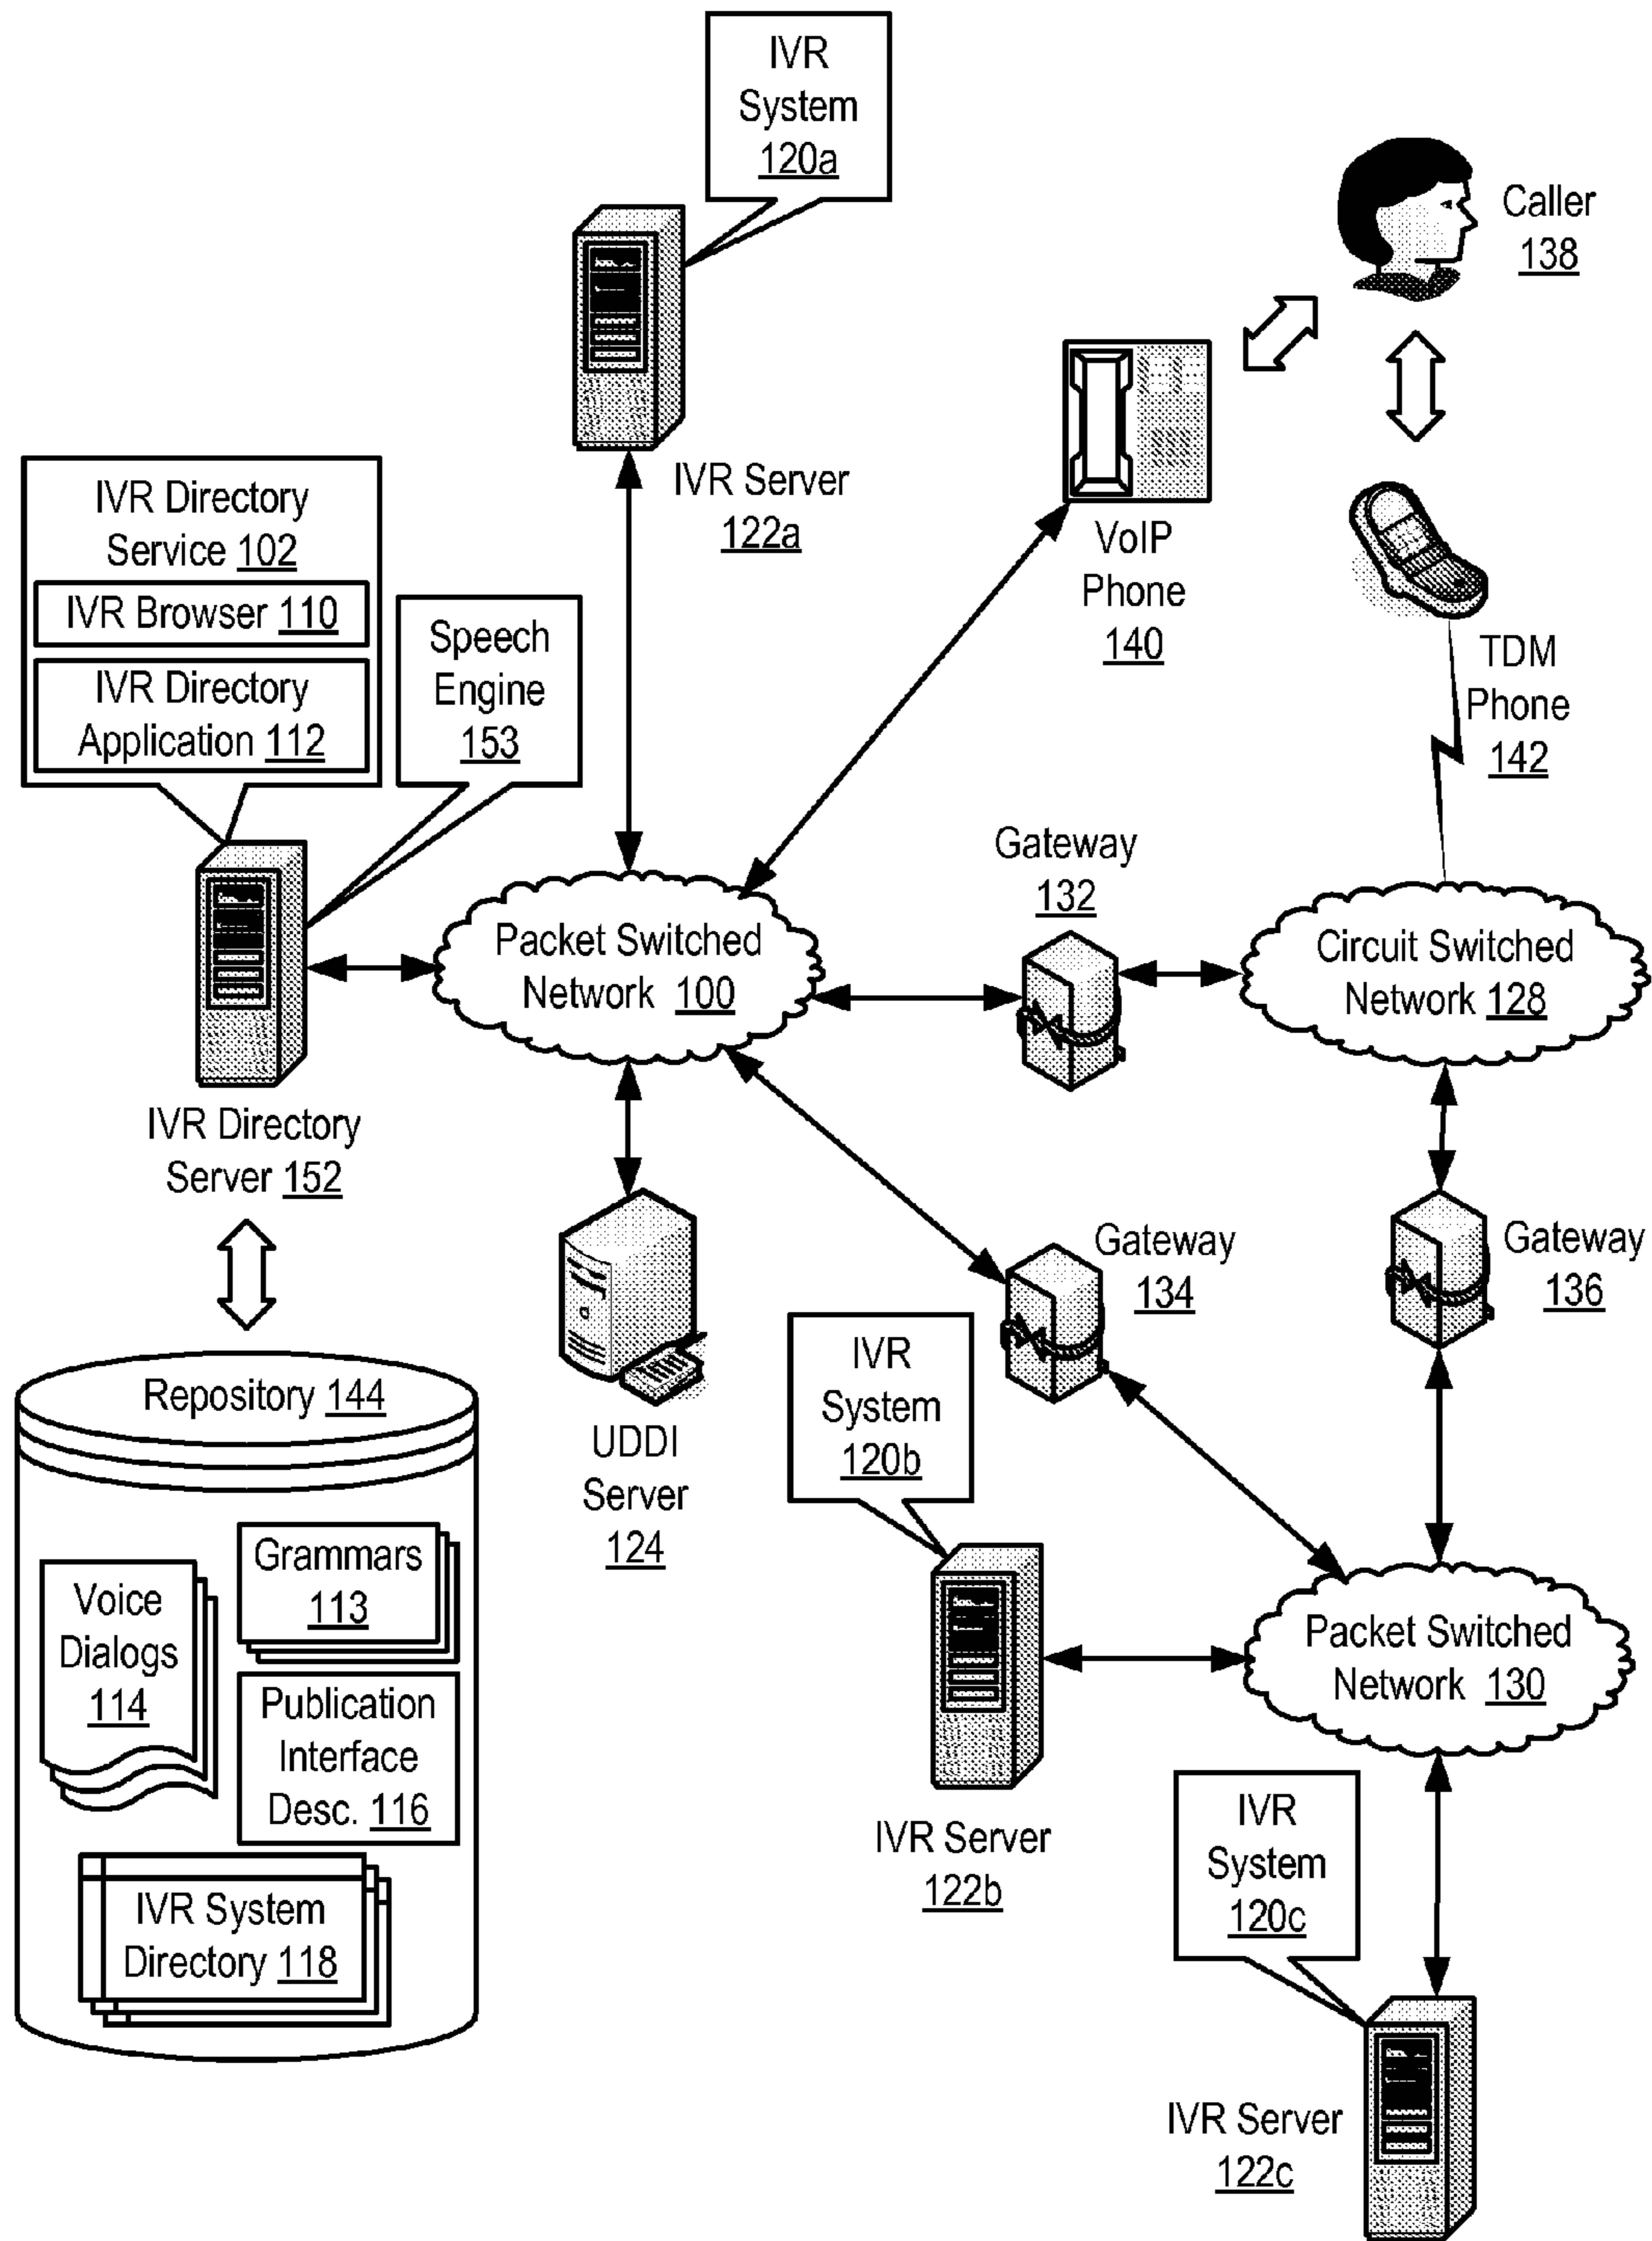 IVR
System
120a
Caller
138
IVR Server
122a
VoIP
Phone
140
TDM
Phone
142
IVR Directory
Service 102
IVR Browser 110
IVR Directory
Application 112
Speech
Engine
153
Gateway
132
Packet Switched
Network 100
Circuit Switched
Network 128
IVR Directory
Server 152
Gateway
134
Gateway
136
UDDI
Server
124
IVR
System
120b
Repository 144
Grammars
113
Voice
Dialogs
114
Publication
Interface
Desc. 116
IVR System
Directory 118
Packet Switched
Network 130
IVR Server
122b
IVR
System
120c
IVR Server
122c